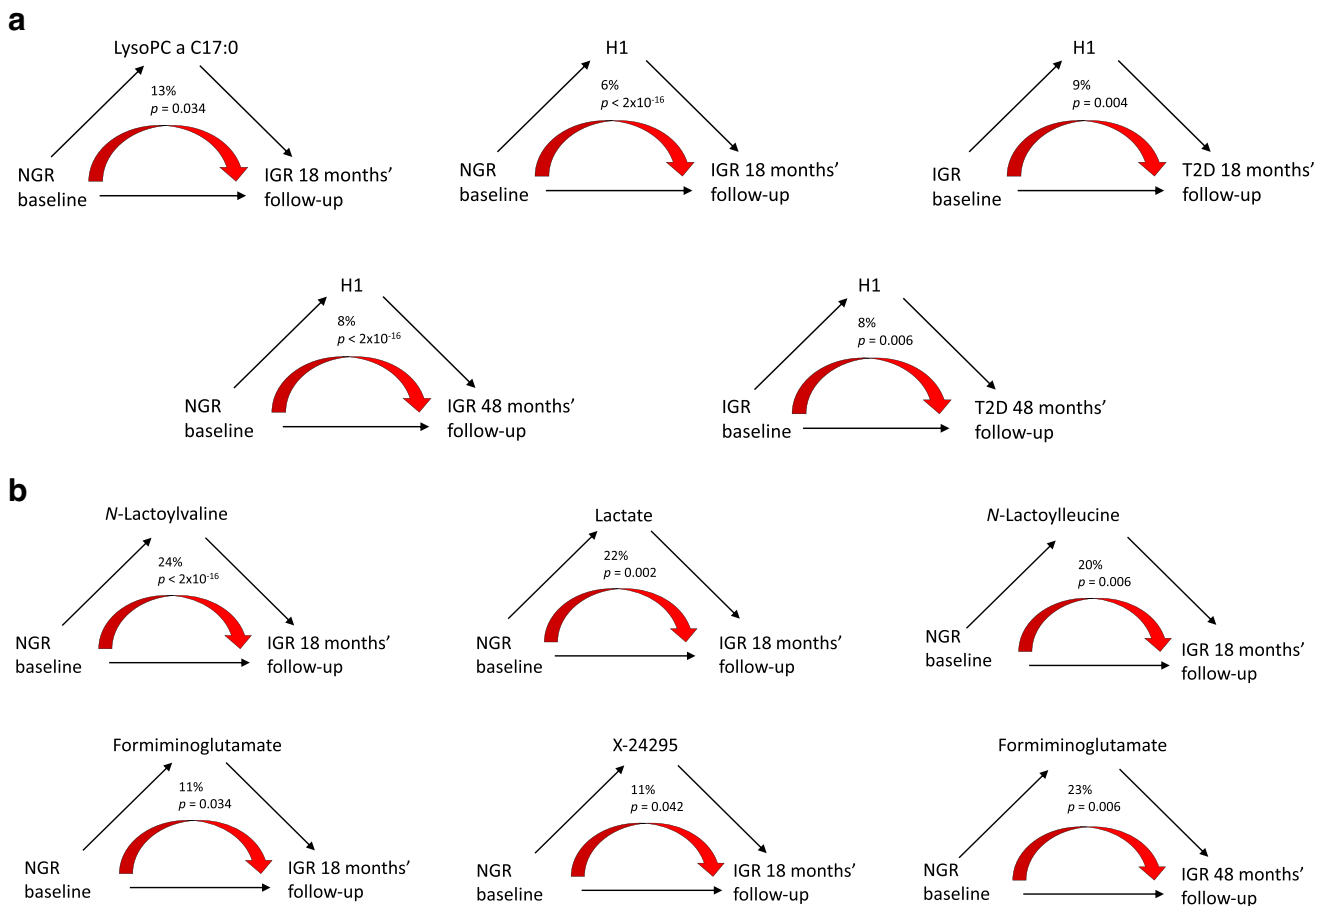 a
LysoPC a C17:0
13%
p = 0.034
NGR
baseline
IGR 18 months’
follow-up
H1
6%
p < 2x10-16
NGR
baseline
IGR 18 months’
follow-up
H1
9%
p = 0.004
IGR
baseline
T2D 18 months’
follow-up
H1
8%
p < 2x10-16
NGR
baseline
IGR 48 months’
follow-up
H1
8%
p = 0.006
IGR
baseline
T2D 48 months’
follow-up
b
N-Lactoylvaline
24%
p < 2x10-16
NGR
baseline
IGR 18 months’
follow-up
Lactate
22%
p = 0.002
NGR
baseline
IGR 18 months’
follow-up
N-Lactoylleucine
20%
p = 0.006
NGR
baseline
IGR 18 months’
follow-up
Formiminoglutamate
11%
p = 0.034
NGR
baseline
IGR 18 months’
follow-up
X-24295
11%
p = 0.042
NGR
baseline
IGR 18 months’
follow-up
Formiminoglutamate
23%
p = 0.006
NGR
baseline
IGR 48 months’
follow-up